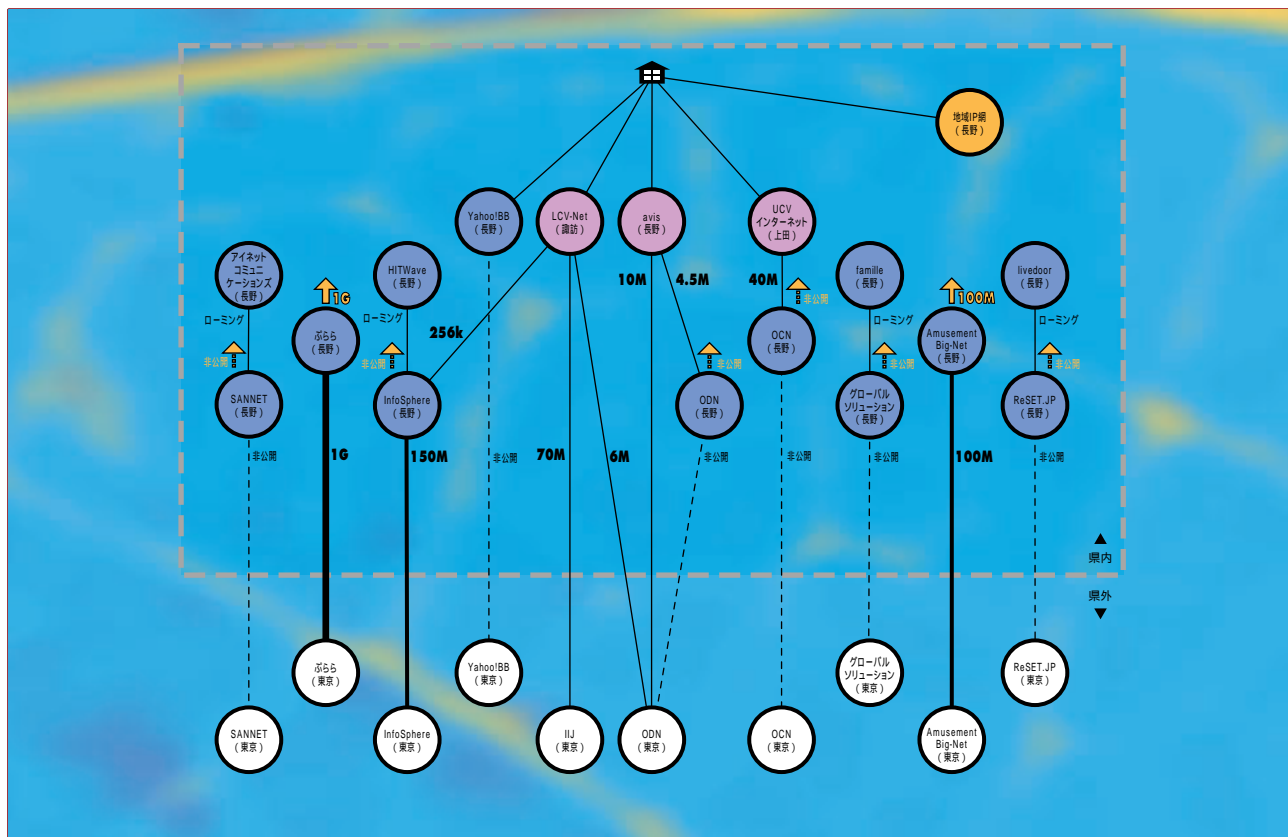 地域IP網
(長野)
Yahoo!BB
(長野)
LCV-Net
(諏訪)
avis
(長野)
UCV
インターネット
(上田)
アイネット
コミュニ
ケーションズ
(長野)
HITWave
(長野)
10M
4.5M
40M
famille
(長野)
livedoor
(長野)
1G
非公開
100M
ローミング
ローミング
ローミング
ローミング
256k
ぷらら
(長野)
OCN
(長野)
Amusement
Big-Net
(長野)
非公開
非公開
非公開
非公開
非公開
SANNET
(長野)
InfoSphere
(長野)
ODN
(長野)
グローバル
ソリューション
(長野)
ReSET.JP
(長野)
非公開
1G
150M
非公開
70M
6M
非公開
非公開
非公開
100M
非公開
▲
県内
県外
▼
ぷらら
(東京)
Yahoo!BB
(東京)
グローバル
ソリューション
(東京)
ReSET.JP
(東京)
SANNET
(東京)
InfoSphere
(東京)
IIJ
(東京)
ODN
(東京)
OCN
(東京)
Amusement
Big-Net
(東京)